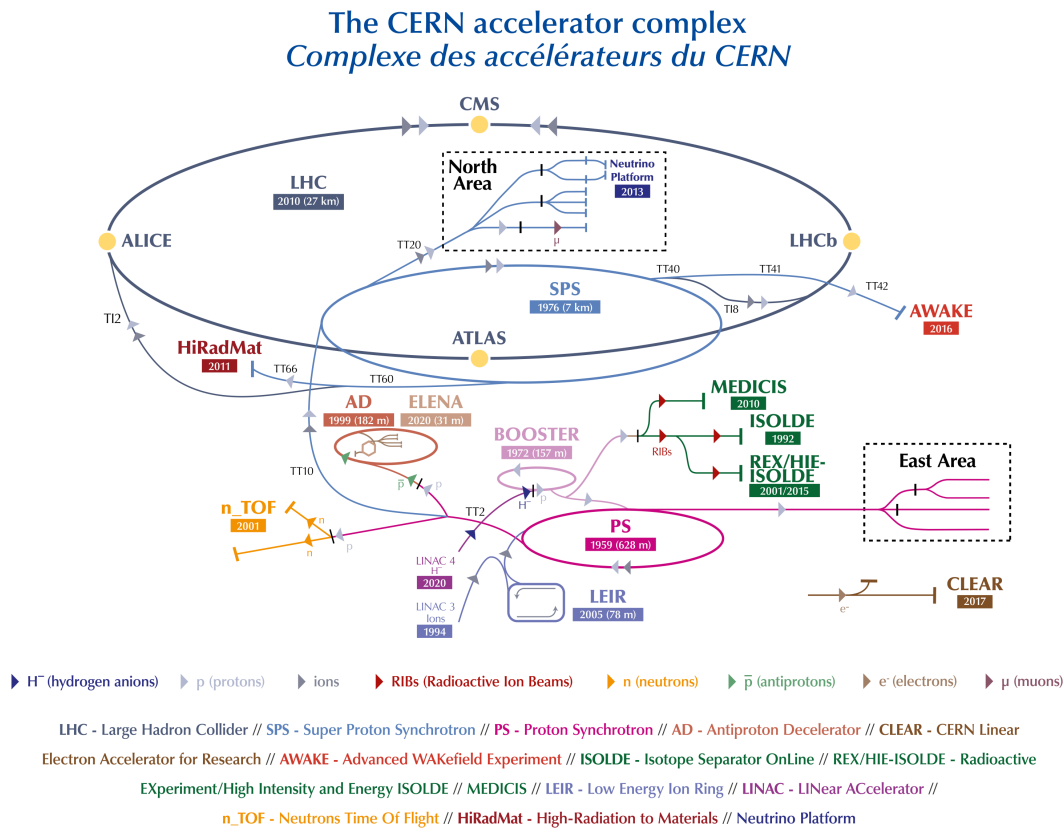 The CERN accelerator complex
Complexe des accélérateurs du CERN
CMS
North
Area
Neutrino
Platform
2013
LHC
2010 (27 km)
µ
ALICE
LHCb
TT20
TT40
TT41
TT42
SPS
1976 (7 km)
TI8
TI2
AWAKE
2016
ATLAS
HiRadMat
2011
TT66
TT60
MEDICIS
2010
AD
1999 (182 m)
ELENA
2020 (31 m)
ISOLDE
1992
BOOSTER
1972 (157 m)
RIBs
REX/HIE-
ISOLDE
2001/2015
East Area
TT10
p̄
p
H⁻
p
n_TOF
2001
n
n
p
TT2
PS
1959 (628 m)
LINAC 4
H⁻
2020
LINAC 3
Ions
1994
LEIR
2005 (78 m)
CLEAR
2017
e⁻
H⁻ (hydrogen anions)
p (protons)
ions
RIBs (Radioactive Ion Beams)
n (neutrons)
p̄ (antiprotons)
e⁻ (electrons)
µ (muons)
LHC - Large Hadron Collider // SPS - Super Proton Synchrotron // PS - Proton Synchrotron // AD - Antiproton Decelerator // CLEAR - CERN Linear
Electron Accelerator for Research // AWAKE - Advanced WAKefield Experiment // ISOLDE - Isotope Separator OnLine // REX/HIE-ISOLDE - Radioactive
EXperiment/High Intensity and Energy ISOLDE // MEDICIS // LEIR - Low Energy Ion Ring // LINAC - LINear ACcelerator //
n_TOF - Neutrons Time Of Flight // HiRadMat - High-Radiation to Materials // Neutrino Platform